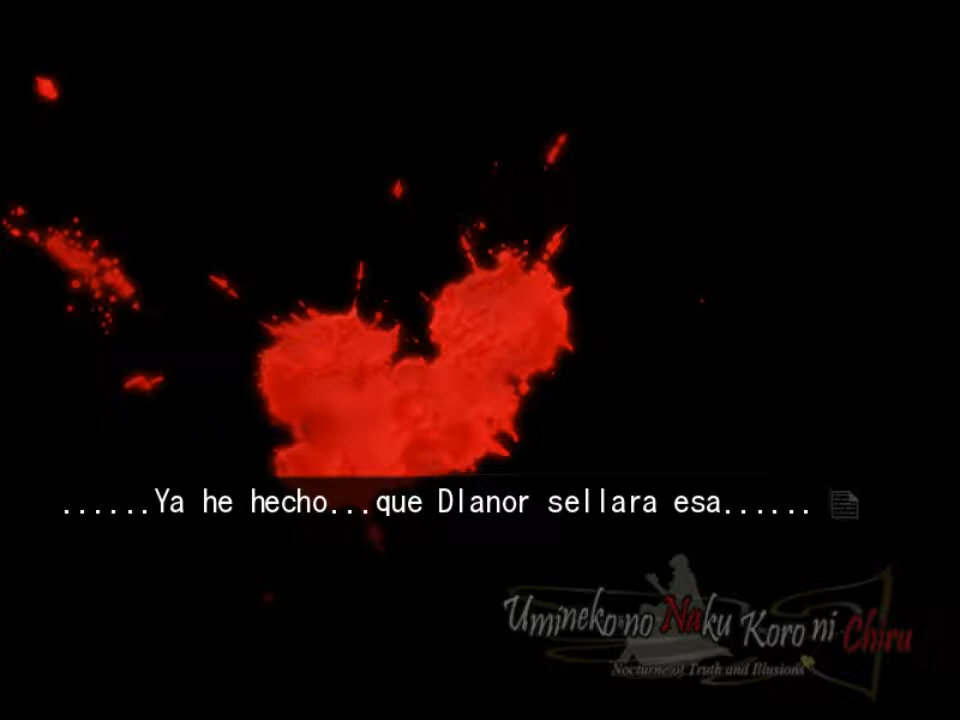 ......Ya he hecho...que Dlanor sellara esa......
Umineko no Naku Koro ni Chiru
Nocturne of Truth and Illusions